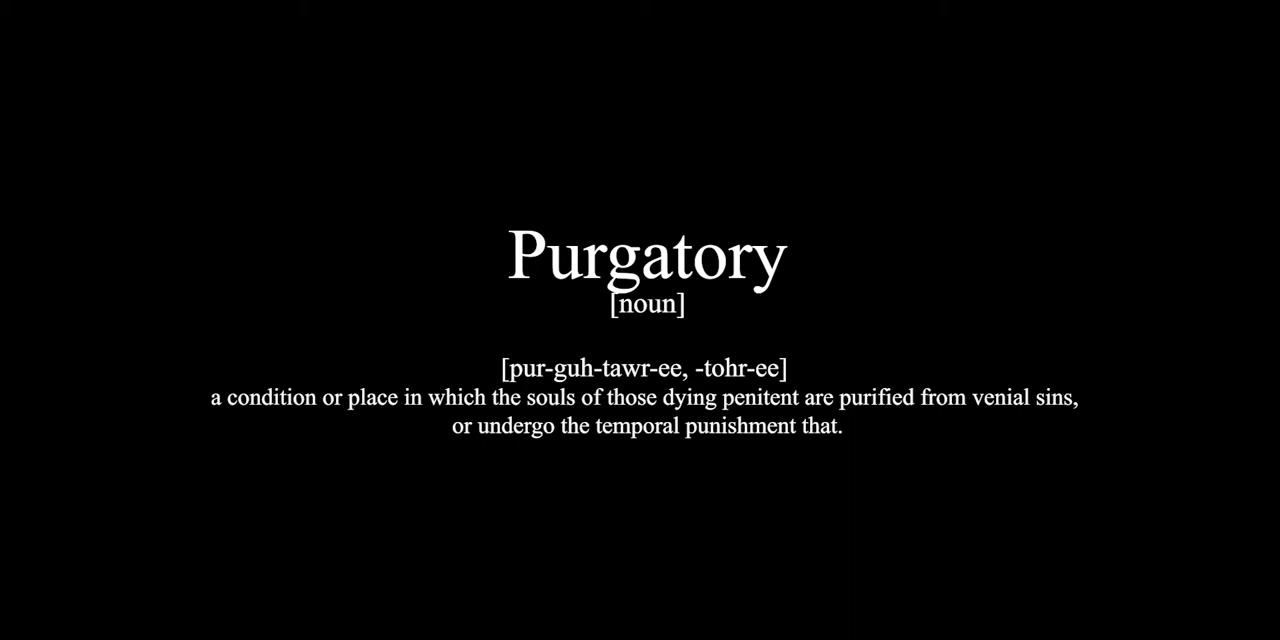 Purgatory
[noun]
[pur-guh-tawr-ee, -tohr-ee]
a condition or place in which the souls of those dying penitent are purified from venial sins,
or undergo the temporal punishment that.